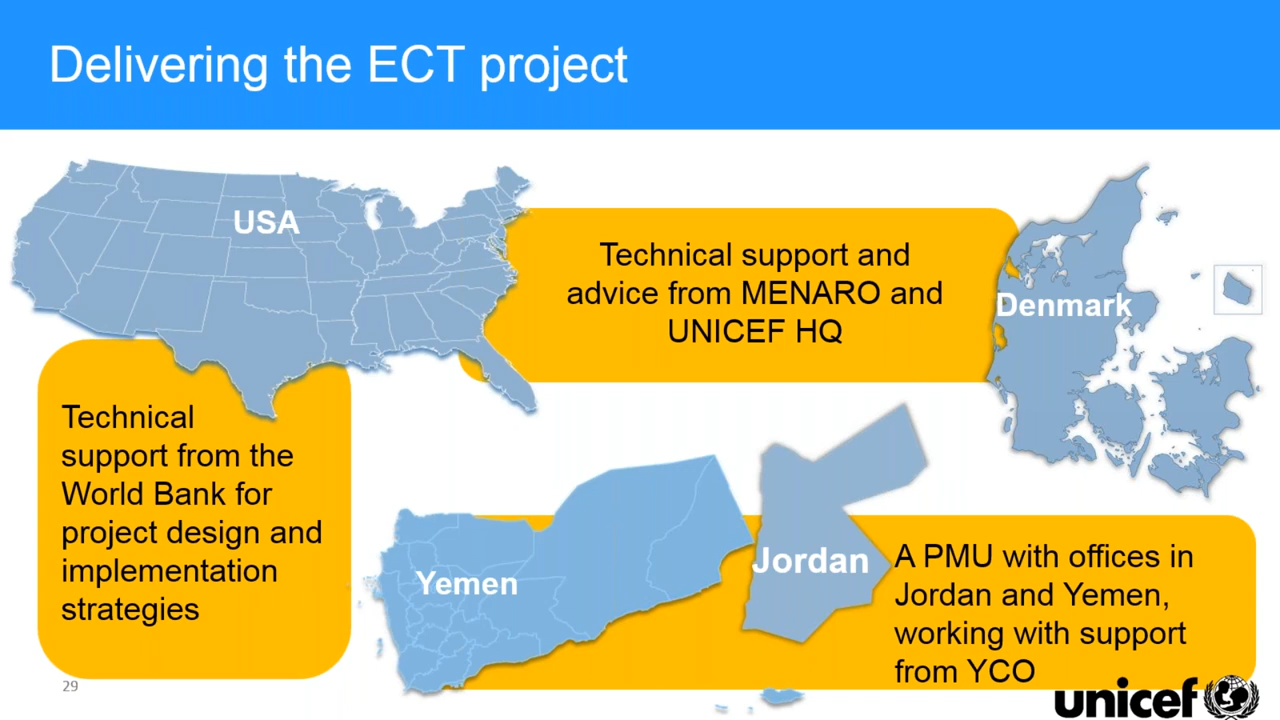 Delivering the ECT project
USA
Technical support and
advice from MENARO and
UNICEF HQ
Denmark
Technical
support from the
World Bank for
project design and
implementation
strategies
Yemen
Jordan
A PMU with offices in
Jordan and Yemen,
working with support
from YCO
29
unicef